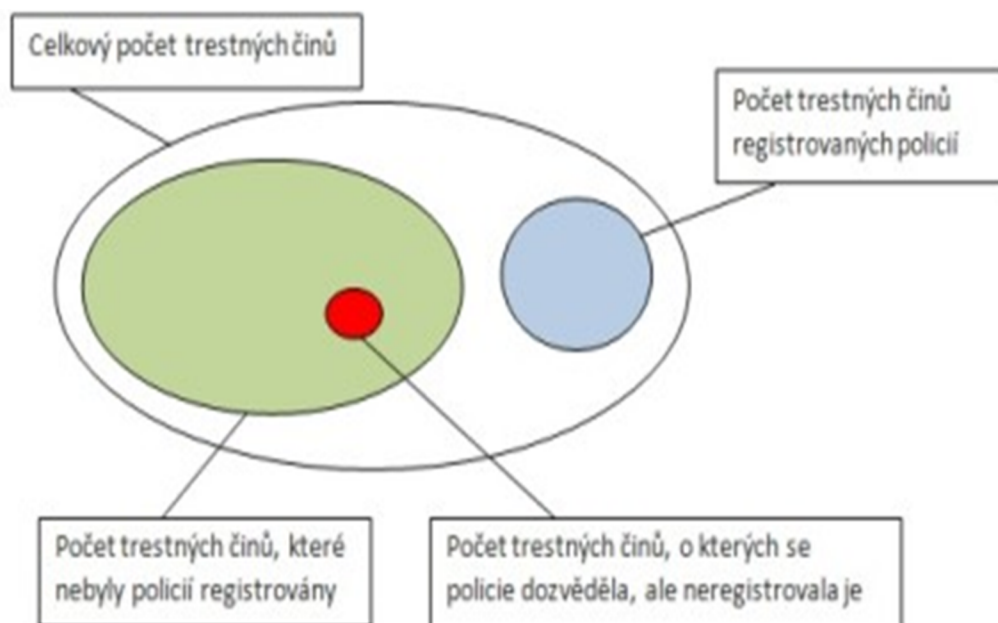 Celkový počet trestných činů
Počet trestných činů
registrovaných policií
Počet trestných činů, které
nebyly policií registrovány
Počet trestných činů, o kterých se
policie dozvěděla, ale neregistrovala je